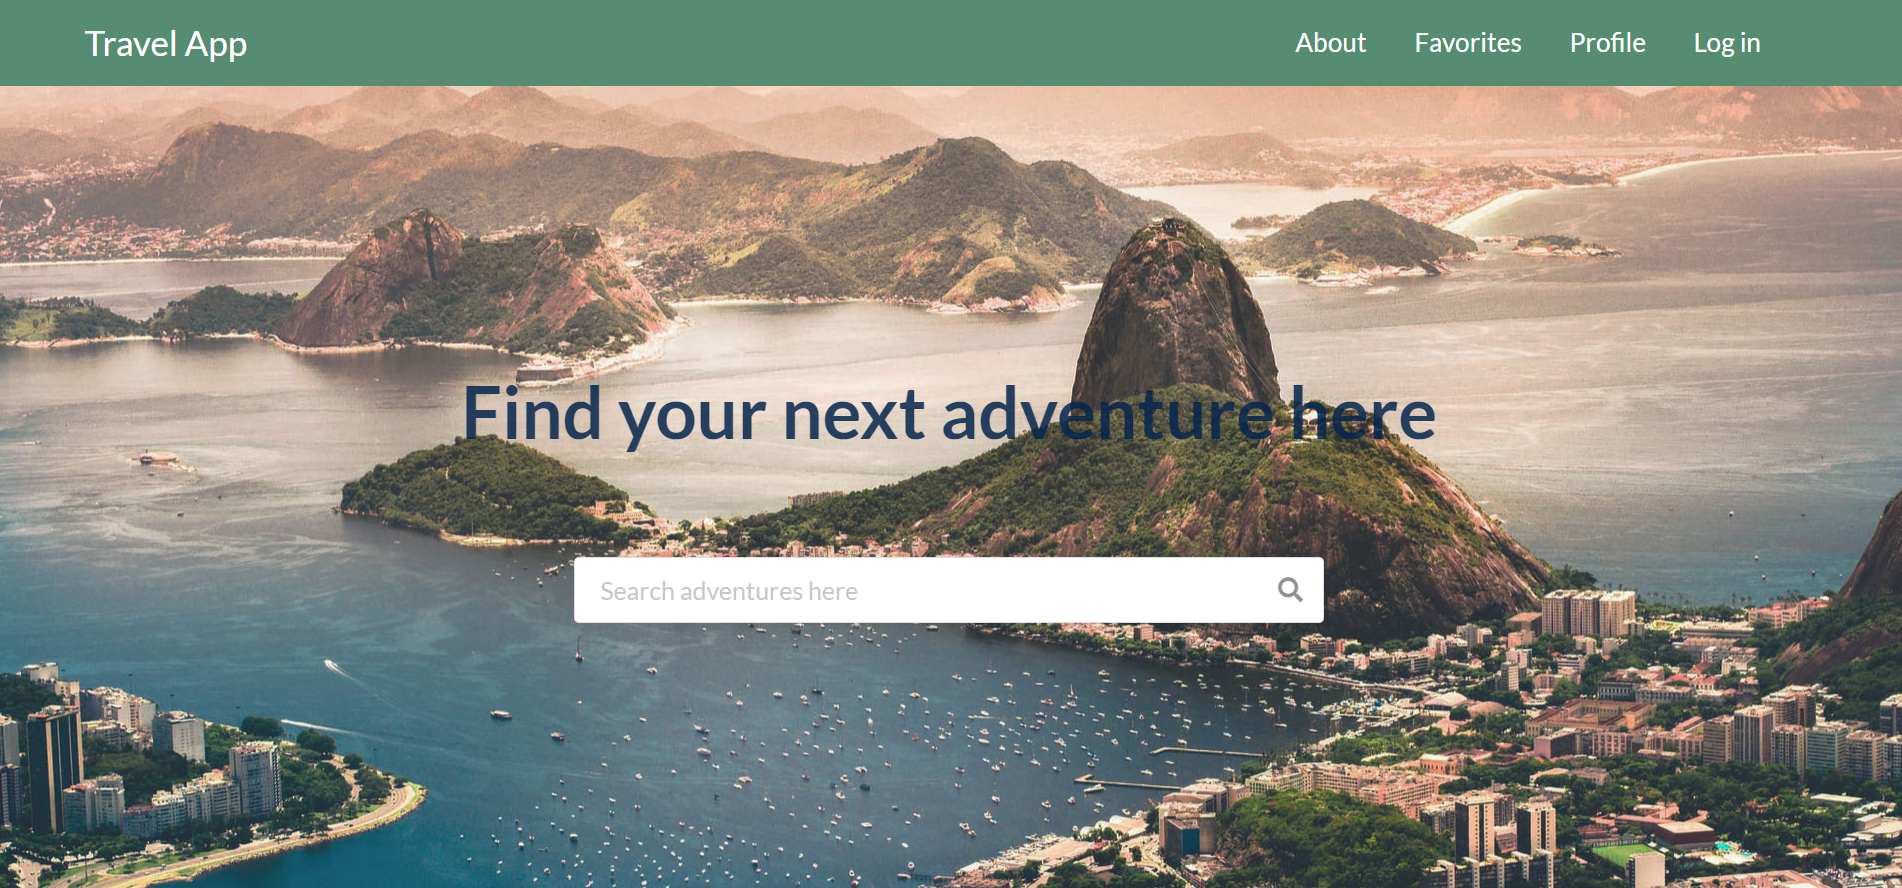 Travel App
About Favorites Profile Log in
Find your next adventure here
Search adventures here